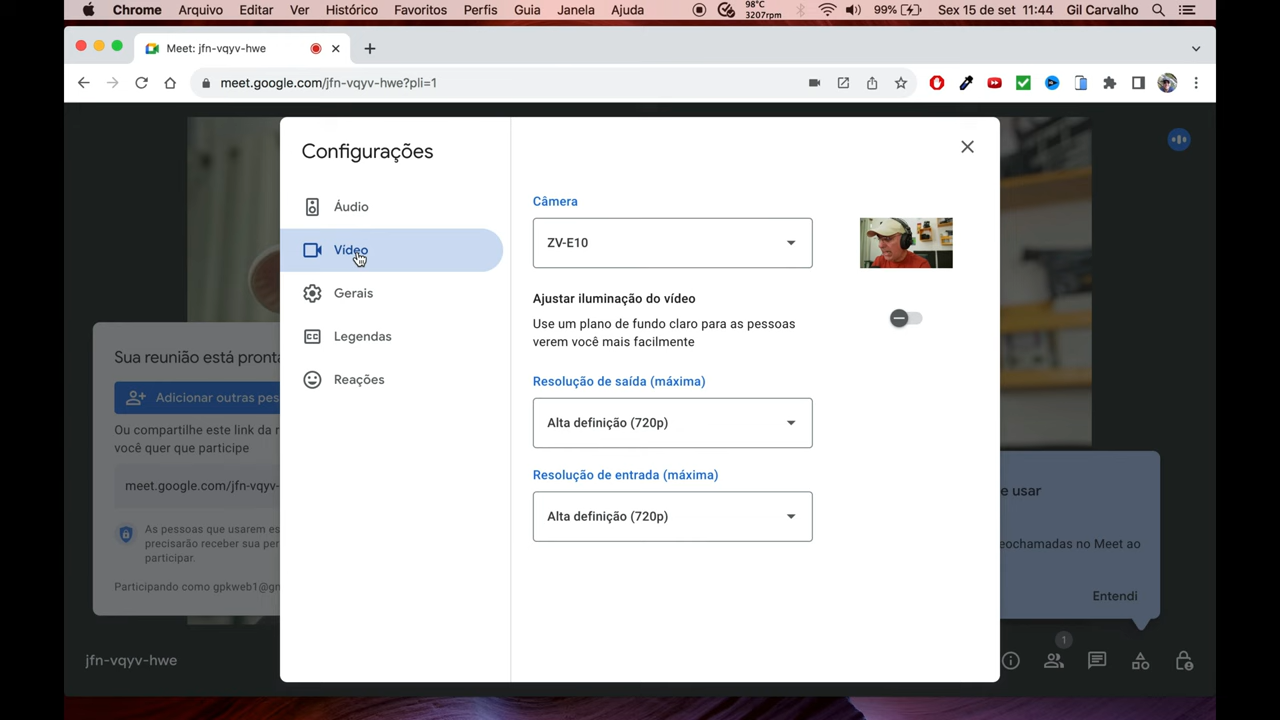 Chrome Arquivo Editar Ver Histórico Favoritos Perfis Guia Janela Ajuda 98°C 3207rpm 99% Sex 15 de set 11:44 Gil Carvalho
Meet: jfn-vqyv-hwe
meet.google.com/jfn-vqyv-hwe?pli=1
Configurações
Áudio
Vídeo
Gerais
Legendas
Reações
Câmera
ZV-E10
Ajustar iluminação do vídeo
Use um plano de fundo claro para as pessoas
verem você mais facilmente
Resolução de saída (máxima)
Alta definição (720p)
Resolução de entrada (máxima)
Alta definição (720p)
Sua reunião está pront
Adicionar outras pes
Ou compartilhe este link da r
você quer que participe
meet.google.com/jfn-vqyv-
As pessoas que usarem es
precisarão receber sua per
participar.
Participando como gpkweb1@gm
e usar
eochamadas no Meet ao
Entendi
jfn-vqyv-hwe
1